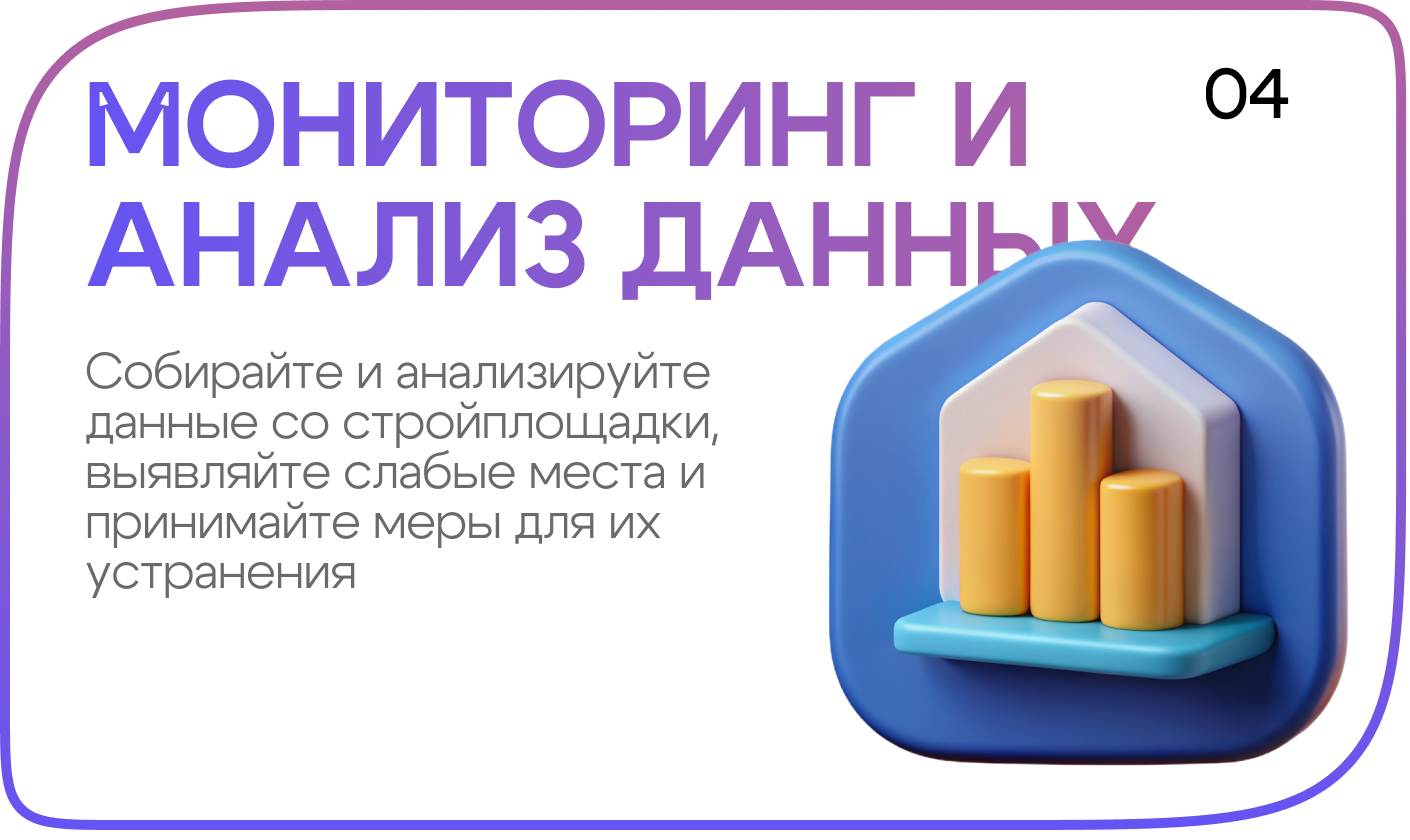 МОНИТОРИНГ И
04
АНАЛИЗ ДАННЫХ
Собирайте и анализируйте
данные со стройплощадки,
выявляйте слабые места и
принимайте меры для их
устранения